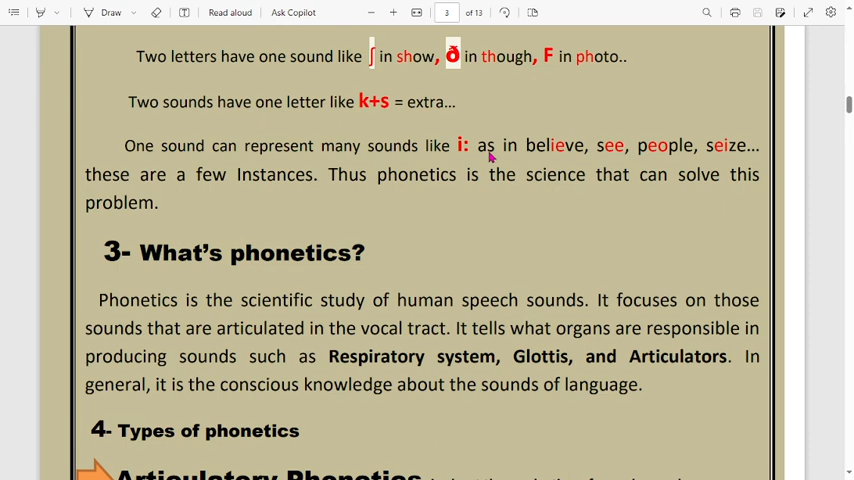 Draw
Read aloud
Ask Copilot
3
of 13
Two letters have one sound like ʃ in show, ð in though, F in photo..
Two sounds have one letter like k+s = extra...
One sound can represent many sounds like i: as in believe, see, people, seize...
these are a few Instances. Thus phonetics is the science that can solve this
problem.
3- What's phonetics?
Phonetics is the scientific study of human speech sounds. It focuses on those
sounds that are articulated in the vocal tract. It tells what organs are responsible in
producing sounds such as Respiratory system, Glottis, and Articulators. In
general, it is the conscious knowledge about the sounds of language.
4- Types of phonetics
Articulatory Phonetics